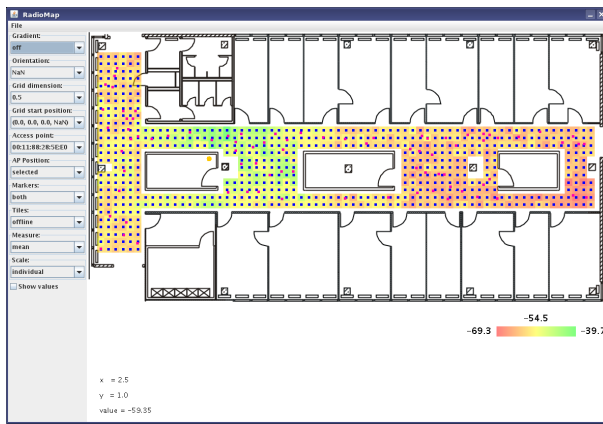 RadioMap
File
Gradient:
off
Orientation:
NaN
Grid dimension:
0.5
Grid start position:
(0.0, 0.0, 0.0, NaN)
Access point:
00:11:88:28:5E:E0
AP Position:
selected
Markers:
both
Tiles:
offline
Measure:
mean
Scale:
individual
Show values
-54.5
-69.3
-39.7
x = 2.5
y = 1.0
value = -59.35